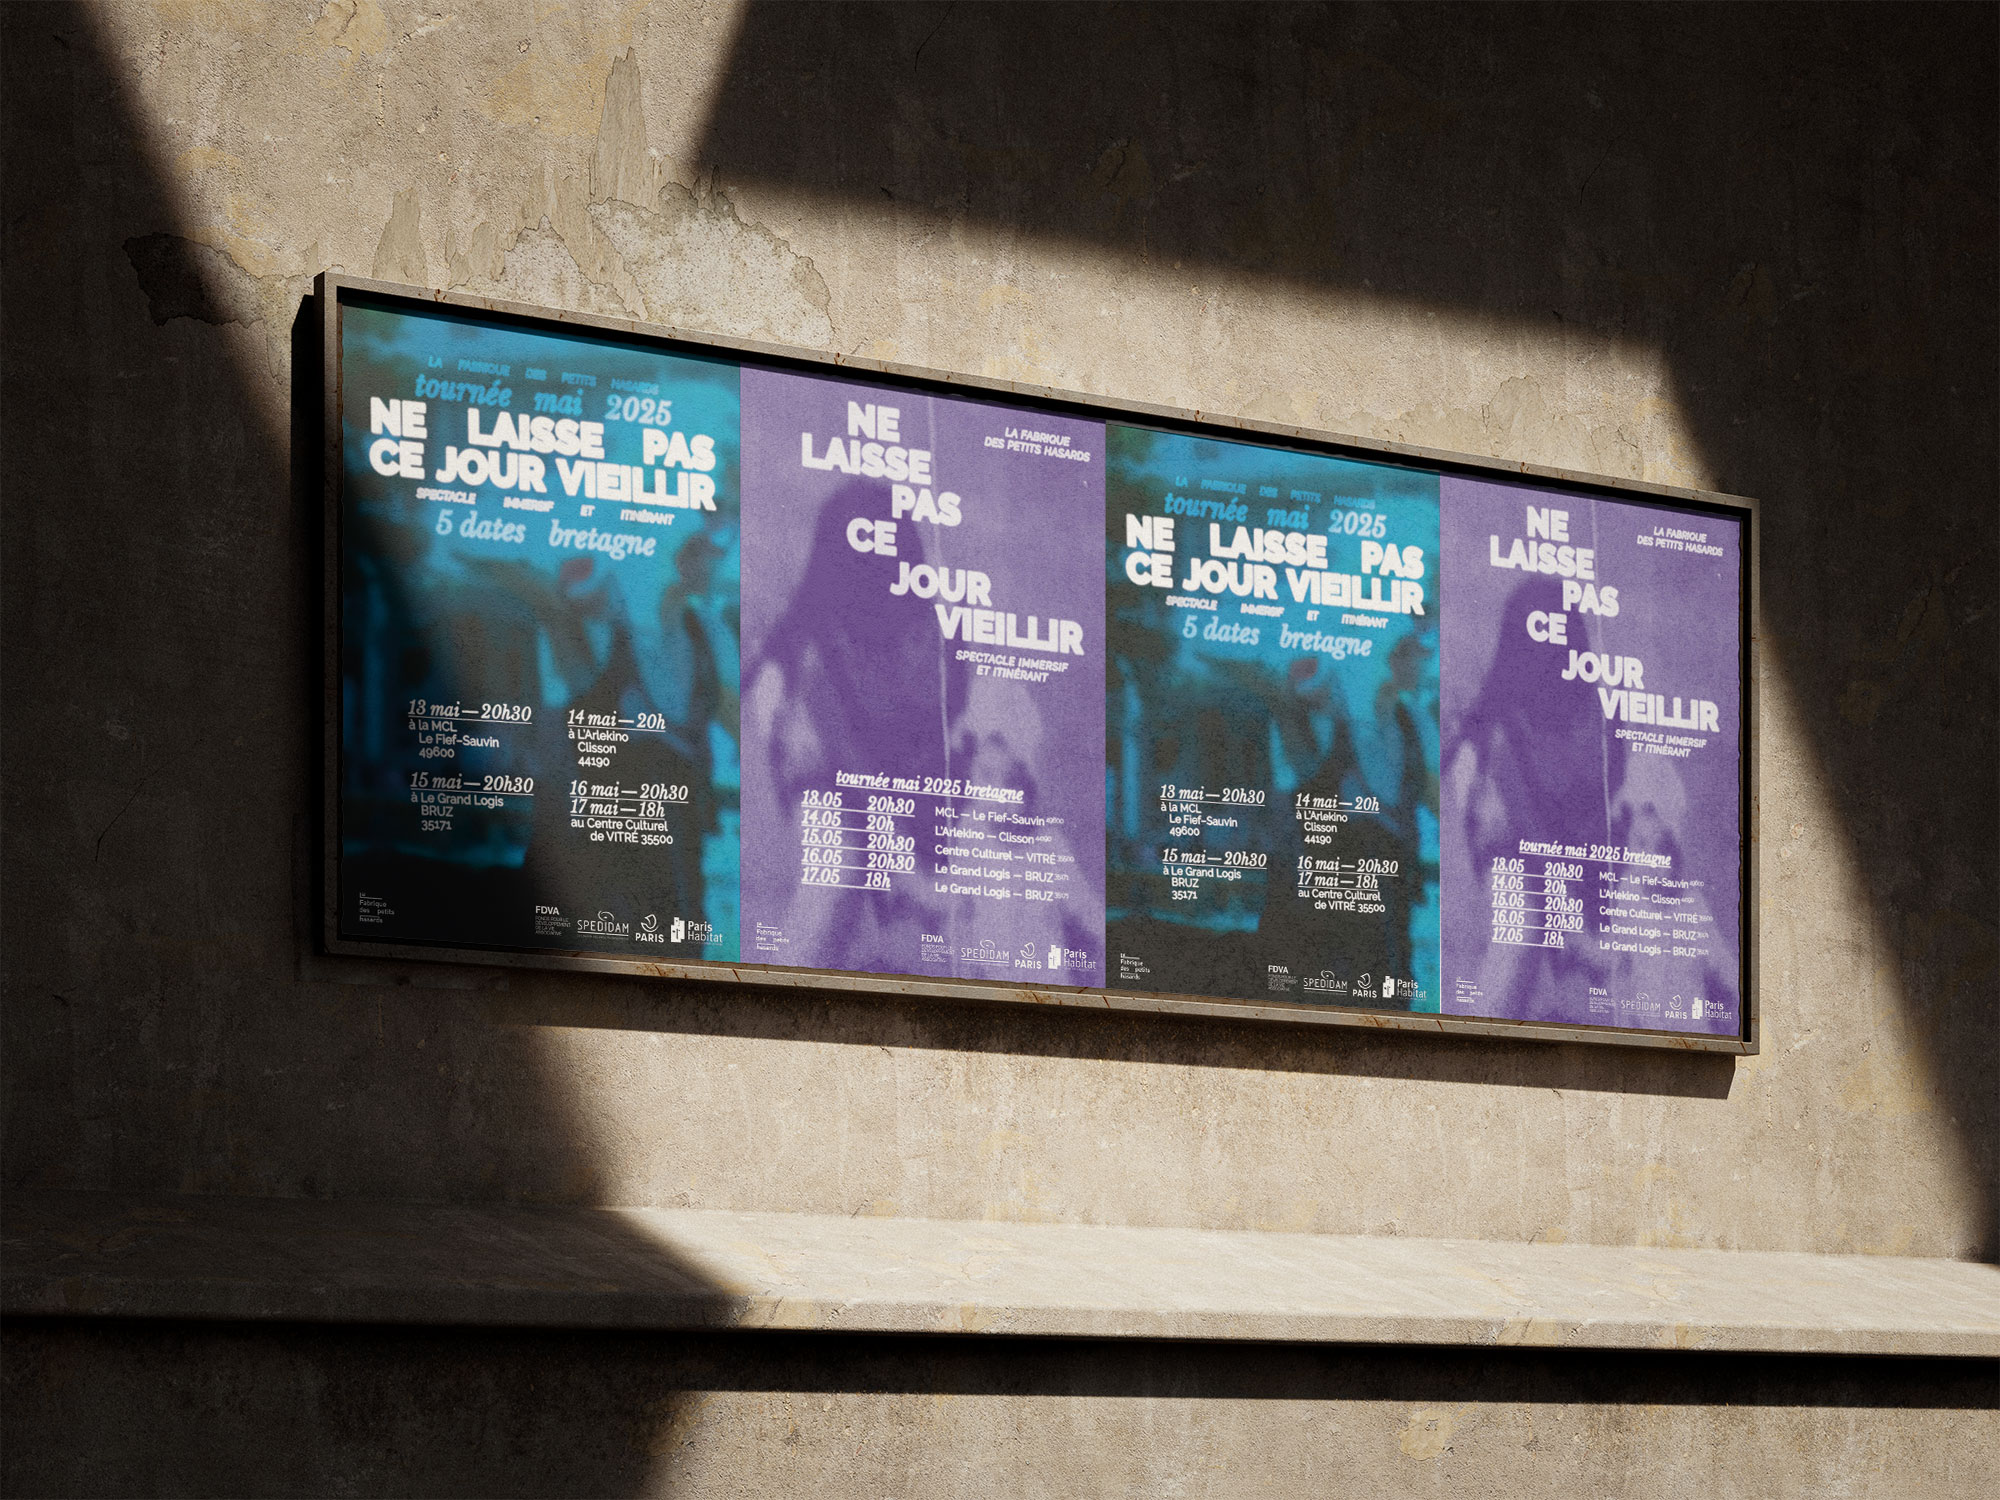 LA FABRIQUE DES PETITS HASARDS
tournée mai 2025
NE LAISSE PAS
CE JOUR VIEILLIR
SPECTACLE IMMERSIF ET ITINÉRANT
5 dates bretagne
13 mai — 20h30
à la MCL
Le Fief-Sauvin
49600
14 mai — 20h
à L'Arlekino
Clisson
44190
15 mai — 20h30
à Le Grand Logis
BRUZ
35171
16 mai — 20h30
17 mai — 18h
au Centre Culturel
de VITRÉ 35500
La
Fabrique
des petits
hasards
FDVA
SPEDIDAM
PARIS
Paris
Habitat
NE
LAISSE
PAS
CE
JOUR
VIEILLIR
LA FABRIQUE
DES PETITS HASARDS
SPECTACLE IMMERSIF
ET ITINÉRANT
tournée mai 2025 bretagne
13.05 20h30 MCL — Le Fief-Sauvin 49600
14.05 20h L'Arlekino — Clisson 44190
15.05 20h30 Centre Culturel — VITRÉ 35500
16.05 20h30 Le Grand Logis — BRUZ 35171
17.05 18h Le Grand Logis — BRUZ 35171
La
Fabrique
des petits
hasards
FDVA
SPEDIDAM
PARIS
Paris
Habitat
LA FABRIQUE DES PETITS HASARDS
tournée mai 2025
NE LAISSE PAS
CE JOUR VIEILLIR
SPECTACLE IMMERSIF ET ITINÉRANT
5 dates bretagne
13 mai — 20h30
à la MCL
Le Fief-Sauvin
49600
14 mai — 20h
à L'Arlekino
Clisson
44190
15 mai — 20h30
à Le Grand Logis
BRUZ
35171
16 mai — 20h30
17 mai — 18h
au Centre Culturel
de VITRÉ 35500
La
Fabrique
des petits
hasards
FDVA
SPEDIDAM
PARIS
Paris
Habitat
NE
LAISSE
PAS
CE
JOUR
VIEILLIR
LA FABRIQUE
DES PETITS HASARDS
SPECTACLE IMMERSIF
ET ITINÉRANT
tournée mai 2025 bretagne
13.05 20h30 MCL — Le Fief-Sauvin 49600
14.05 20h L'Arlekino — Clisson 44190
15.05 20h30 Centre Culturel — VITRÉ 35500
16.05 20h30 Le Grand Logis — BRUZ 35171
17.05 18h Le Grand Logis — BRUZ 35171
La
Fabrique
des petits
hasards
FDVA
SPEDIDAM
PARIS
Paris
Habitat